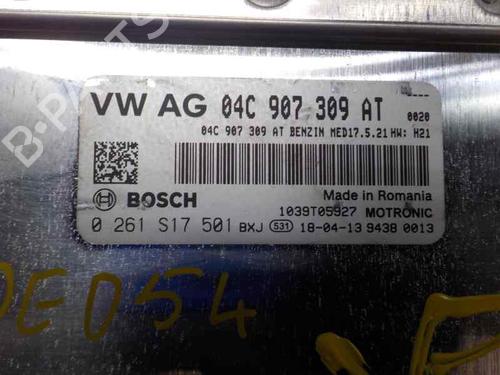 VW AG 04C 907 309 AT 0020
04C 907 309 AT BENZIN MED17.5.21 HW: H21
BOSCH
Made in Romania
1039T05927 MOTRONIC
0 261 S17 501 BXJ 531 18-04-13 9438 0013
DE054